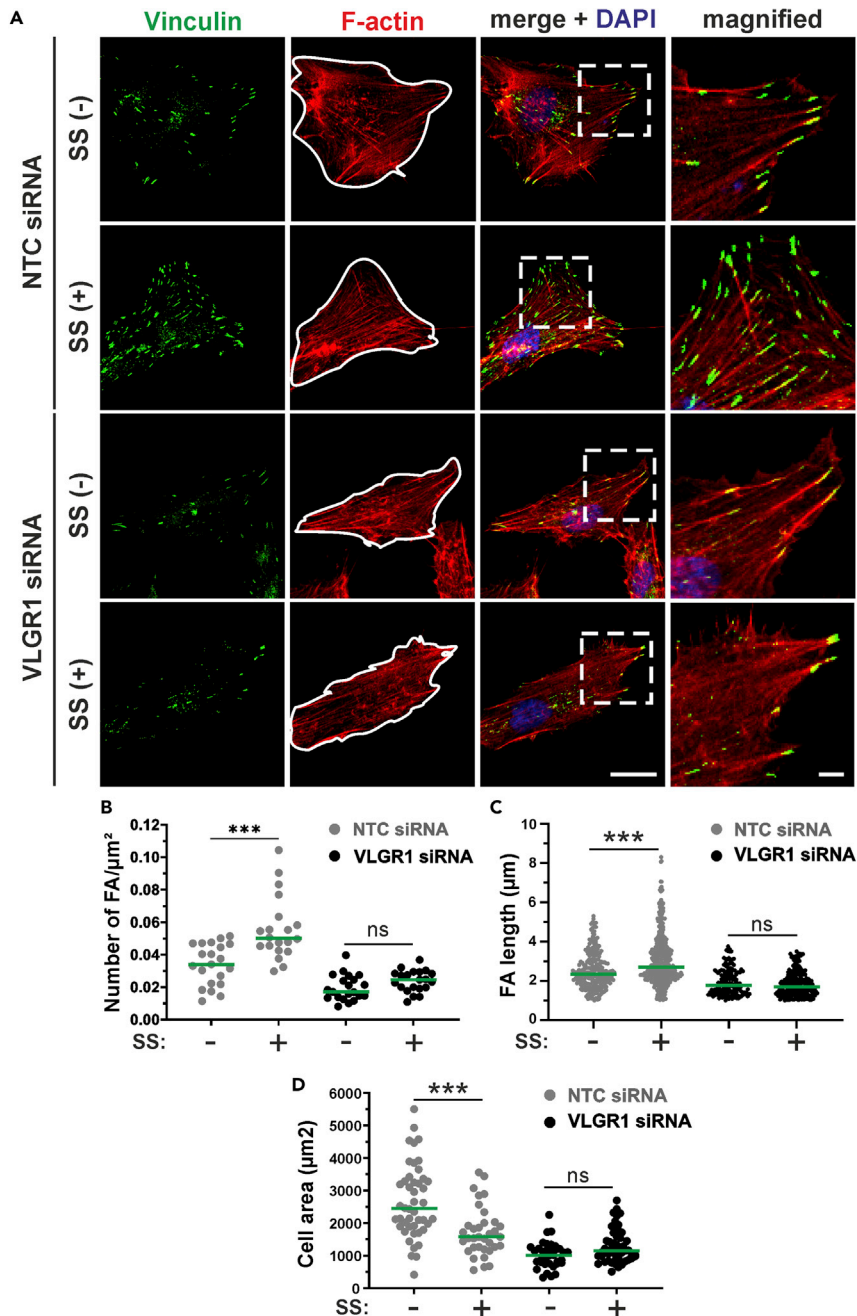 A
Vinculin F-actin merge + DAPI magnified
NTC siRNA
SS (-)
SS (+)
VLGR1 siRNA
SS (-)
SS (+)
B
Number of FA/µm²
0.12
0.10
0.08
0.06
0.04
0.02
0.00
***
ns
NTC siRNA
VLGR1 siRNA
SS: - + - +
C
FA length (µm)
10
8
6
4
2
0
***
ns
NTC siRNA
VLGR1 siRNA
SS: - + - +
D
Cell area (µm2)
6000
5000
4000
3000
2000
1000
0
***
ns
NTC siRNA
VLGR1 siRNA
SS: - + - +